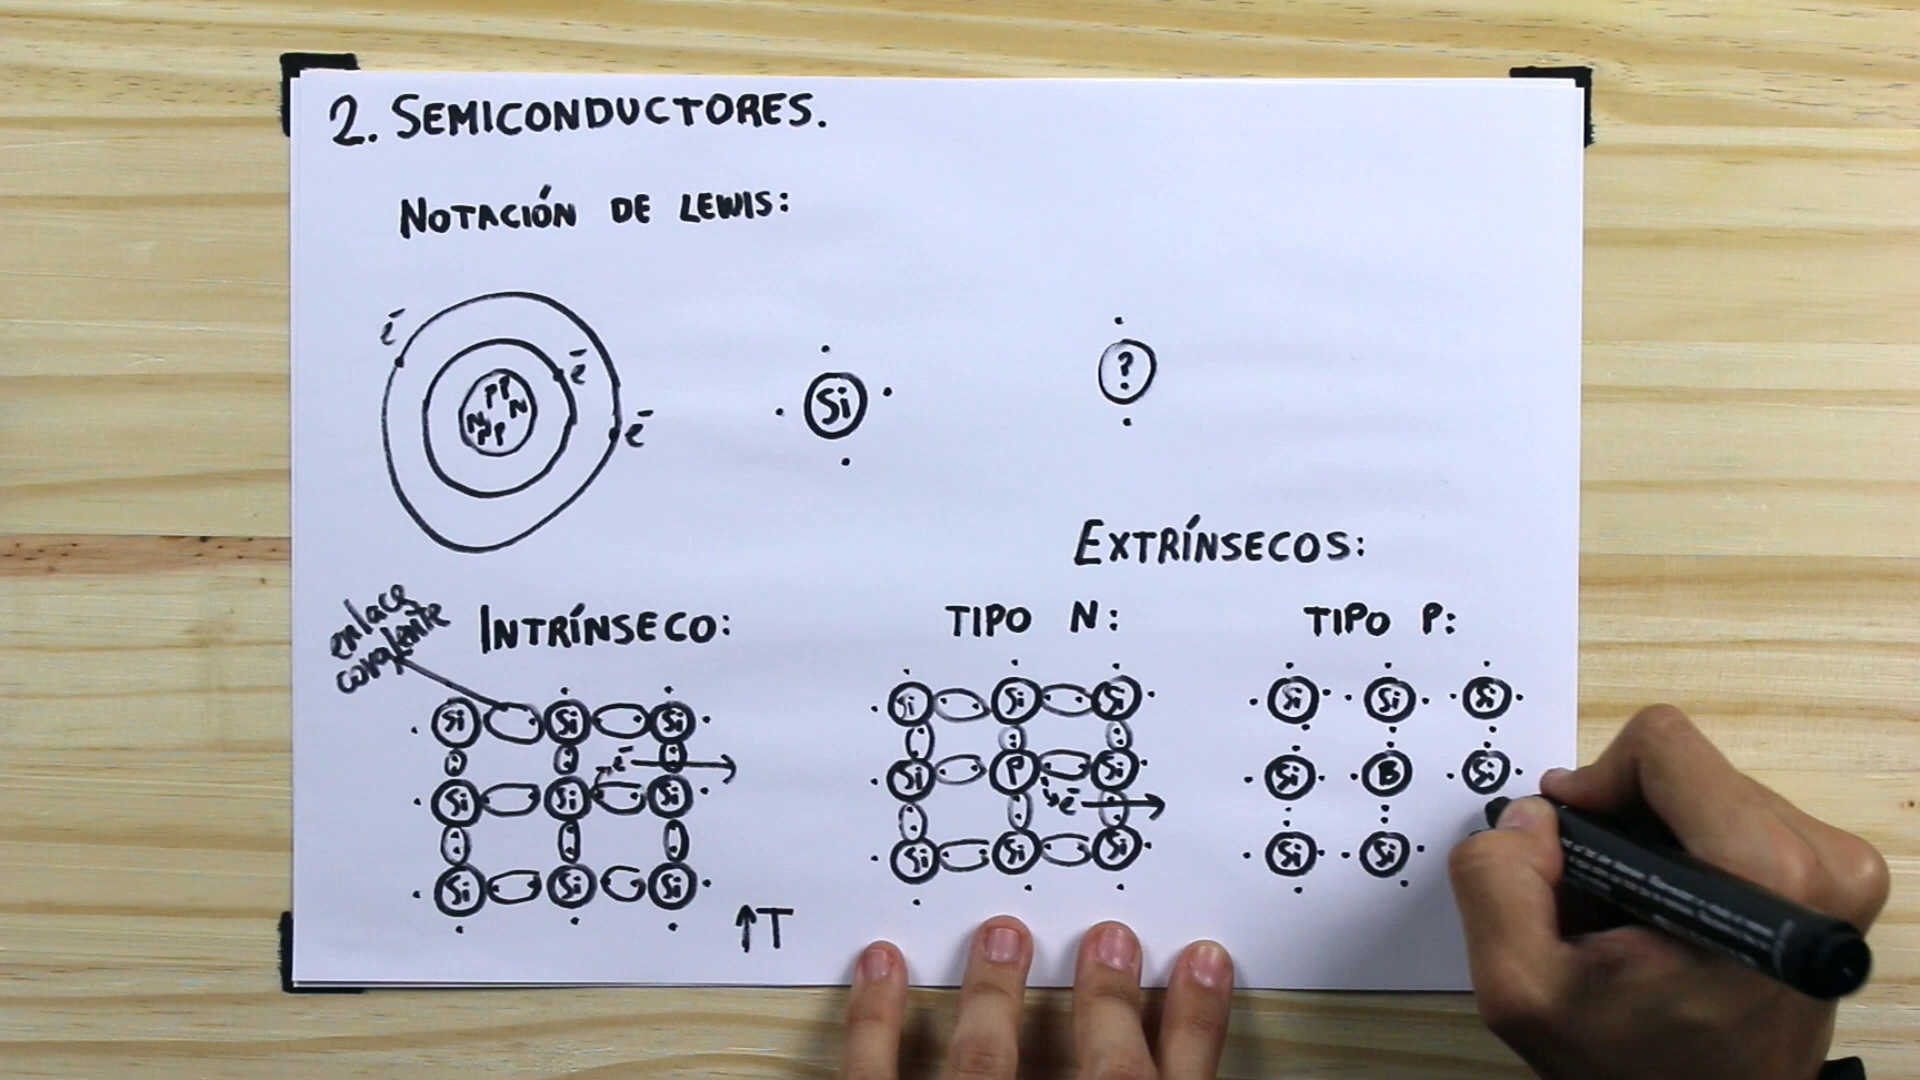 2. SEMICONDUCTORES.
NOTACIÓN DE LEWIS:
e⁻
e⁻
e⁻
P P
N N
P P
Si
?
EXTRÍNSECOS:
enlace
covalente
INTRÍNSECO:
TIPO N:
TIPO P:
Si Si Si
e⁻
Si Si Si
Si Si Si
↑T
Si Si Si
Si P Si
e⁻
Si Si Si
Si Si Si
Si B Si
Si Si